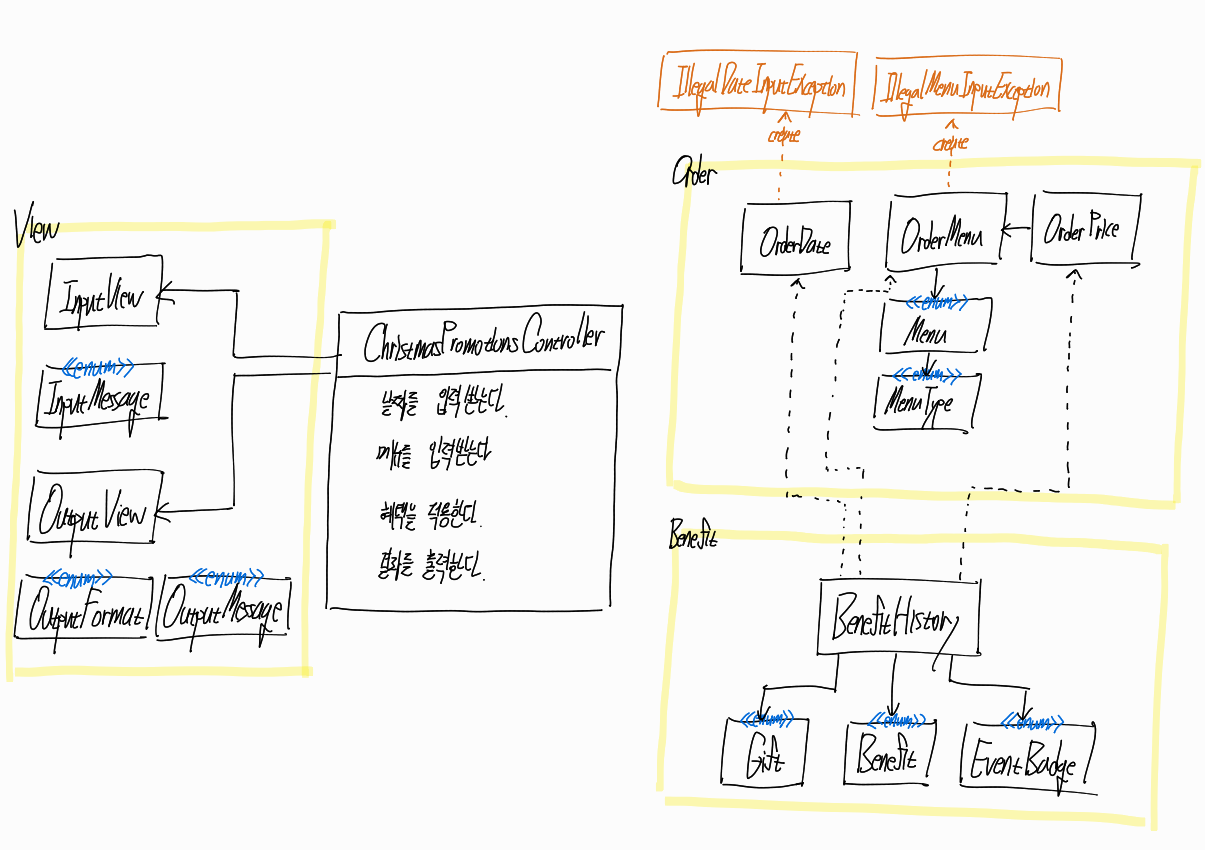 View
InputView
<<enum>>
InputMessage
OutputView
<<enum>>
OutputFormat
<<enum>>
OutputMessage
ChristmasPromotionsController
날짜를 입력 받는다.
메뉴를 입력받는다
혜택을 적용한다.
결과를 출력한다.
IllegalDateInputException
IllegalMenuInputException
create
create
Order
OrderDate
OrderMenu
OrderPrice
<<enum>>
Menu
<<enum>>
MenuType
Benefit
BenefitHistory
<<enum>>
Gift
<<enum>>
Benefit
<<enum>>
EventBadge